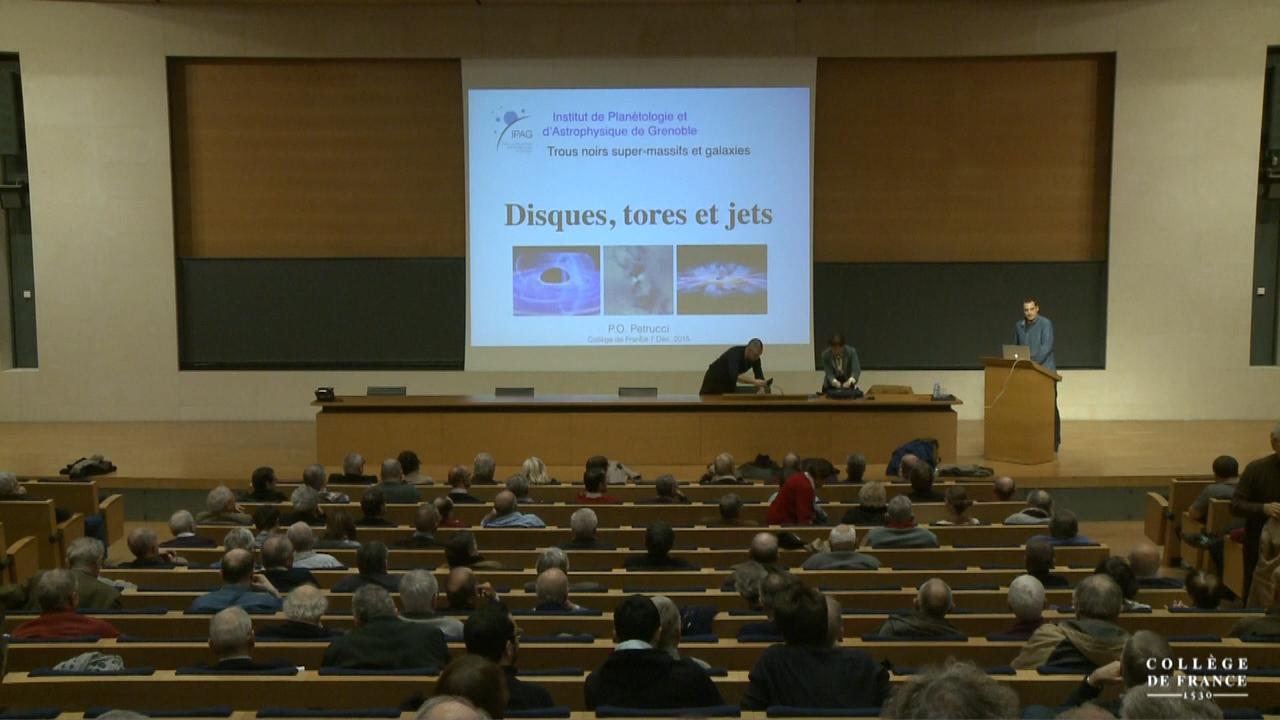 Institut de Planétologie et
d'Astrophysique de Grenoble
IPAG
Trous noirs super-massifs et galaxies
Disques, tores et jets
P.O. Petrucci
Collège de France 7 Déc. 2015
COLLÈGE
DE FRANCE
1530